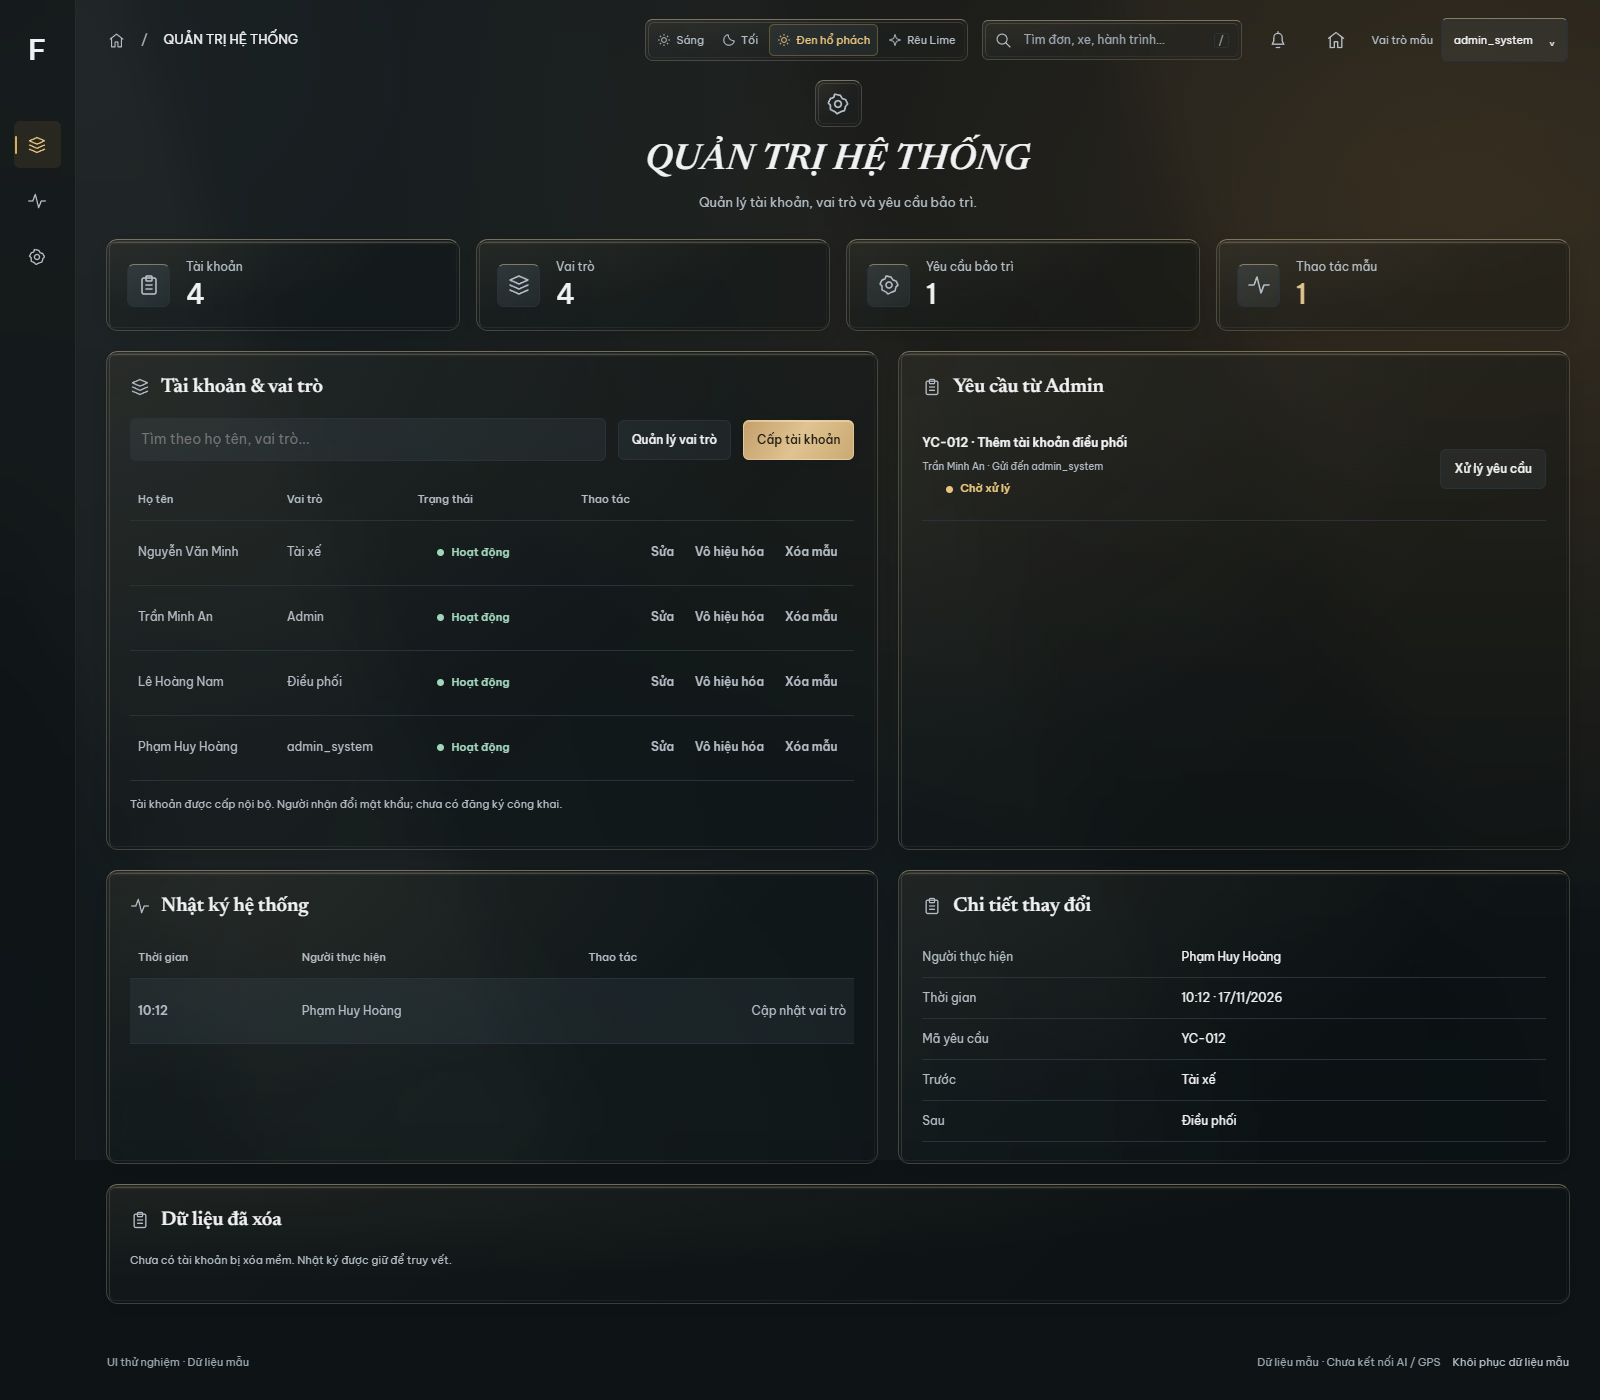 F
/ QUẢN TRỊ HỆ THỐNG
Sáng Tối Đen hổ phách Rêu Lime
Tìm đơn, xe, hành trình... /
Vai trò mẫu admin_system
QUẢN TRỊ HỆ THỐNG
Quản lý tài khoản, vai trò và yêu cầu bảo trì.
Tài khoản
4
Vai trò
4
Yêu cầu bảo trì
1
Thao tác mẫu
1
Tài khoản & vai trò
Tìm theo họ tên, vai trò... Quản lý vai trò Cấp tài khoản
Họ tên Vai trò Trạng thái Thao tác
Nguyễn Văn Minh Tài xế Hoạt động Sửa Vô hiệu hóa Xóa mẫu
Trần Minh An Admin Hoạt động Sửa Vô hiệu hóa Xóa mẫu
Lê Hoàng Nam Điều phối Hoạt động Sửa Vô hiệu hóa Xóa mẫu
Phạm Huy Hoàng admin_system Hoạt động Sửa Vô hiệu hóa Xóa mẫu
Tài khoản được cấp nội bộ. Người nhận đổi mật khẩu; chưa có đăng ký công khai.
Yêu cầu từ Admin
YC-012 · Thêm tài khoản điều phối
Trần Minh An · Gửi đến admin_system
Chờ xử lý
Xử lý yêu cầu
Nhật ký hệ thống
Thời gian Người thực hiện Thao tác
10:12 Phạm Huy Hoàng Cập nhật vai trò
Chi tiết thay đổi
Người thực hiện Phạm Huy Hoàng
Thời gian 10:12 · 17/11/2026
Mã yêu cầu YC-012
Trước Tài xế
Sau Điều phối
Dữ liệu đã xóa
Chưa có tài khoản bị xóa mềm. Nhật ký được giữ để truy vết.
UI thử nghiệm · Dữ liệu mẫu
Dữ liệu mẫu · Chưa kết nối AI / GPS Khôi phục dữ liệu mẫu